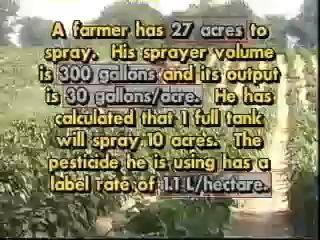 A farmer has 27 acres to
spray. His sprayer volume
is 300 gallons and its output
is 30 gallons/acre. He has
calculated that 1 full tank
will spray 10 acres. The
pesticide he is using has a
label rate of 1.1 L/hectare.